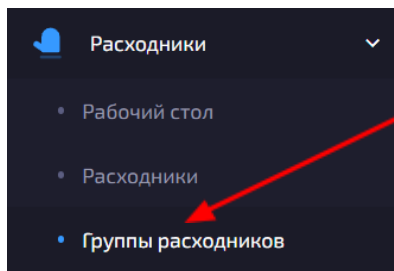 Расходники
Рабочий стол
Расходники
Группы расходников